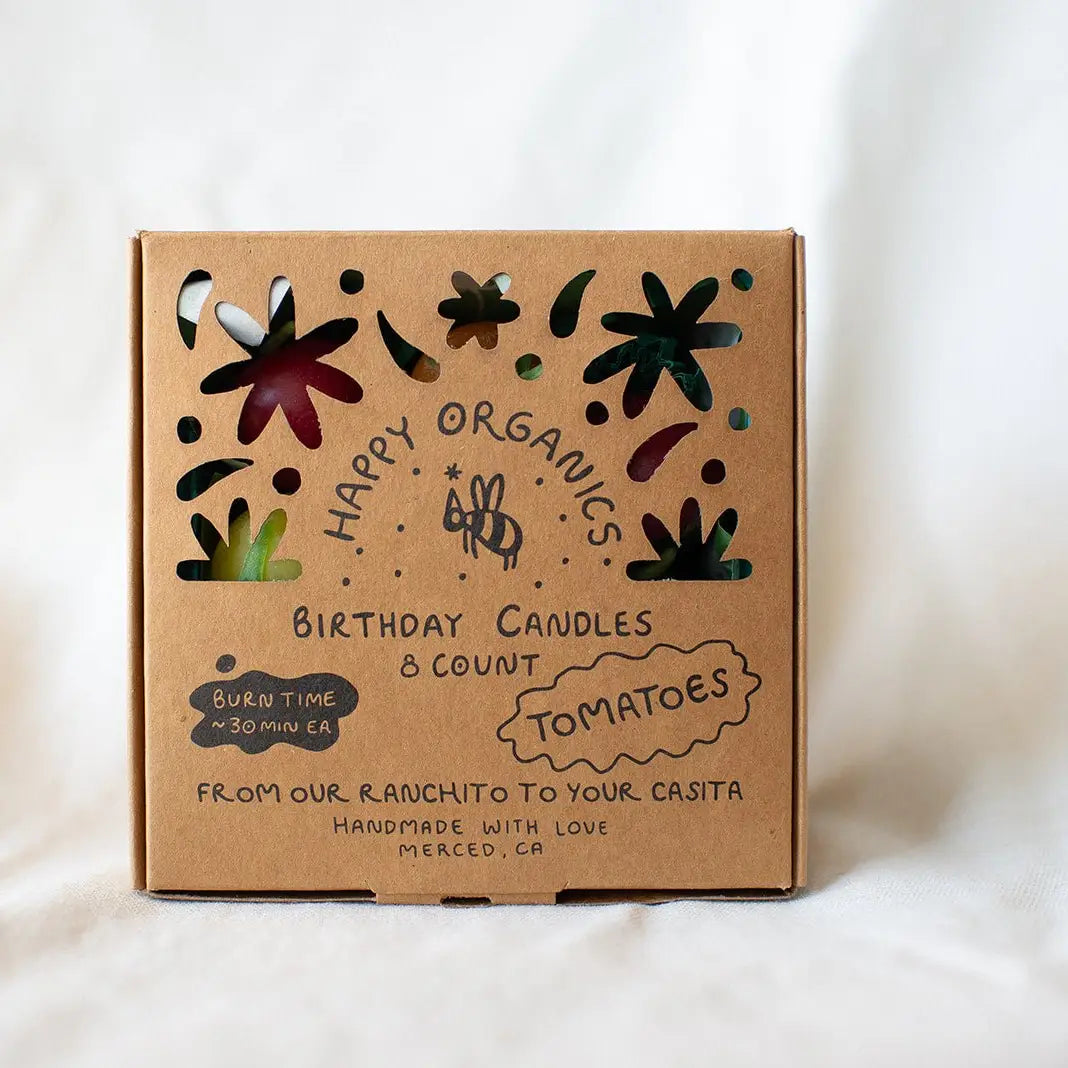 HAPPY ORGANICS
BIRTHDAY CANDLES
8 COUNT
TOMATOES
BURN TIME
~30 MIN EA
FROM OUR RANCHITO TO YOUR CASITA
HANDMADE WITH LOVE
MERCED, CA